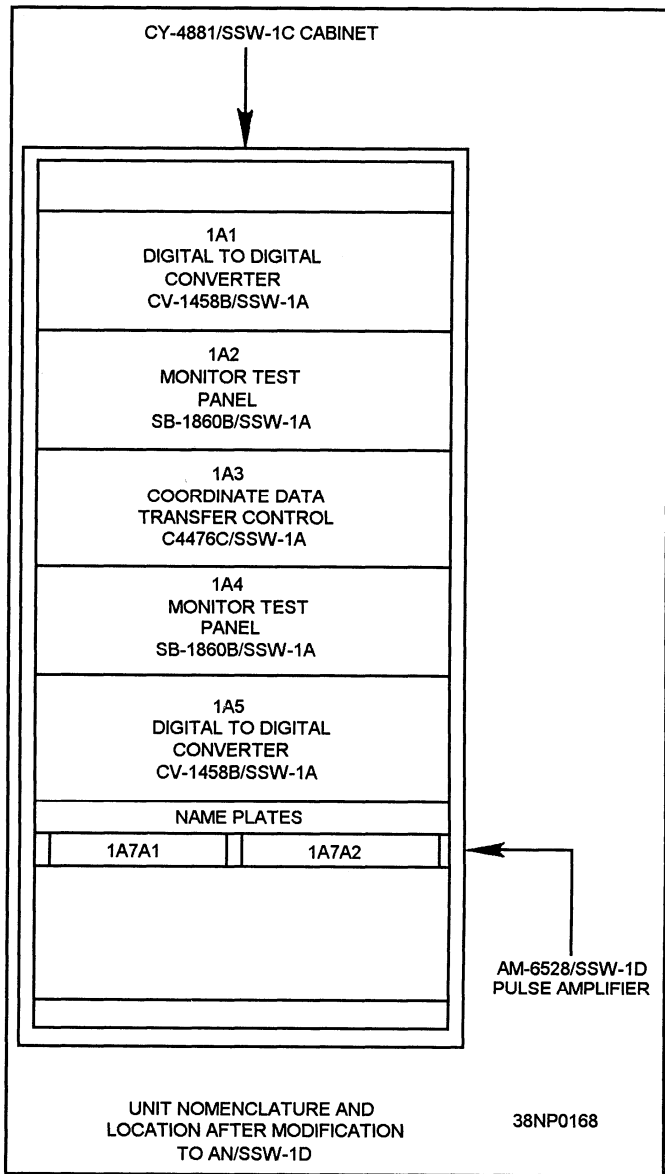 CY-4881/SSW-1C CABINET
1A1
DIGITAL TO DIGITAL
CONVERTER
CV-1458B/SSW-1A
1A2
MONITOR TEST
PANEL
SB-1860B/SSW-1A
1A3
COORDINATE DATA
TRANSFER CONTROL
C4476C/SSW-1A
1A4
MONITOR TEST
PANEL
SB-1860B/SSW-1A
1A5
DIGITAL TO DIGITAL
CONVERTER
CV-1458B/SSW-1A
NAME PLATES
1A7A1 1A7A2
AM-6528/SSW-1D
PULSE AMPLIFIER
UNIT NOMENCLATURE AND
LOCATION AFTER MODIFICATION
TO AN/SSW-1D
38NP0168